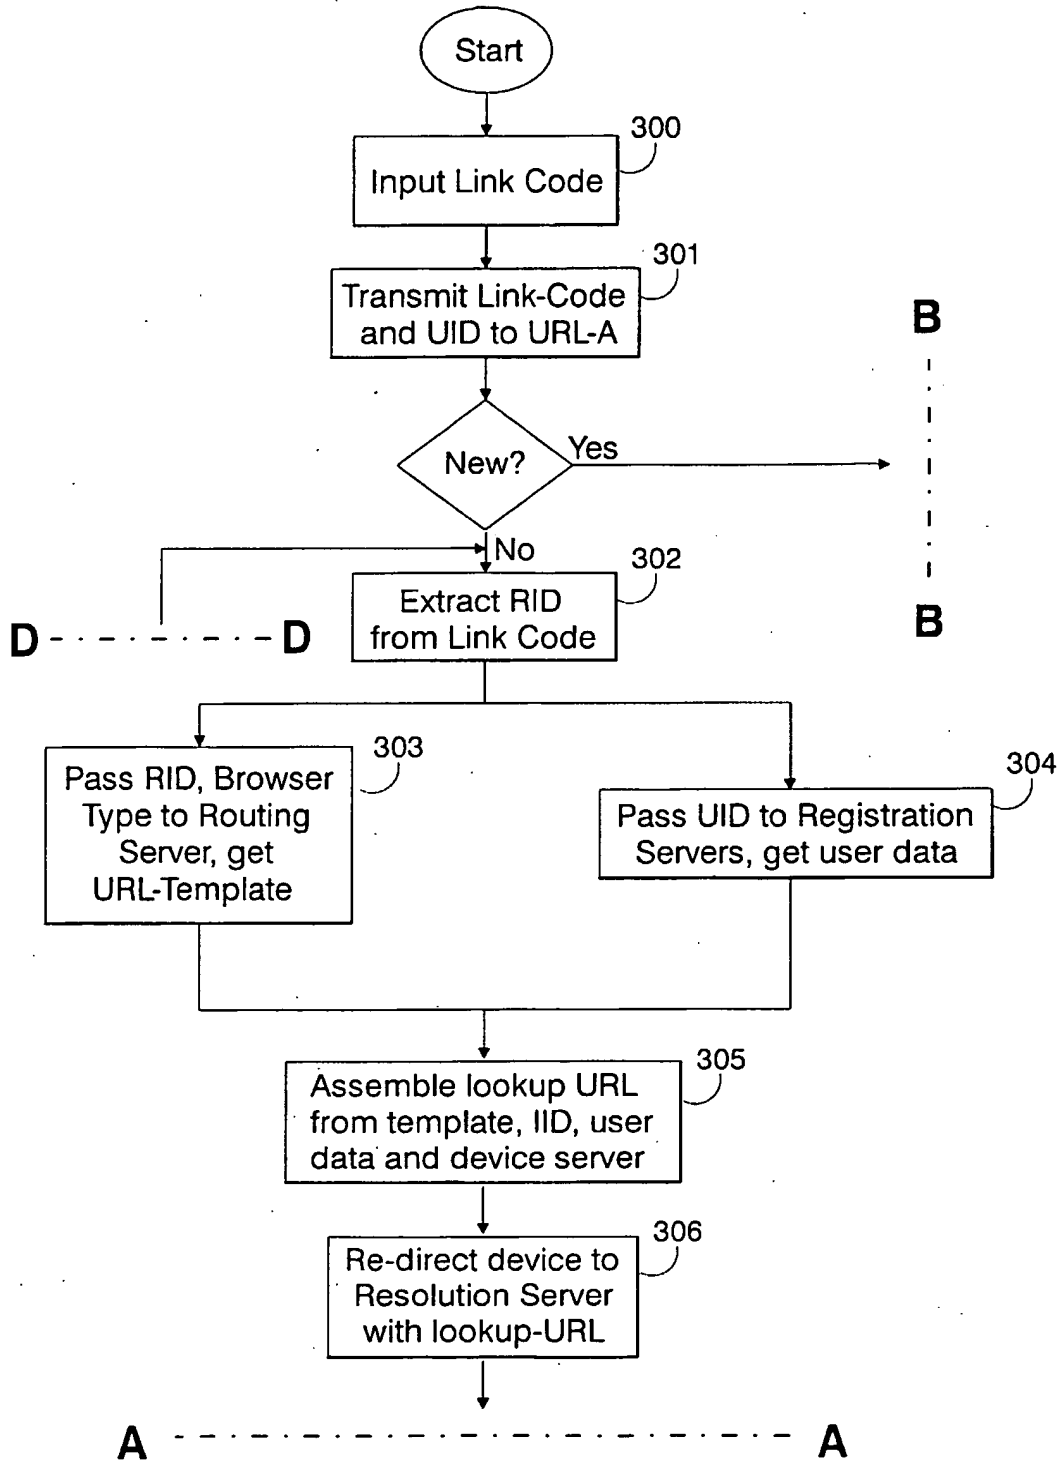 Start
300
Input Link Code
301
Transmit Link-Code
and UID to URL-A
B
New?
Yes
No
302
Extract RID
from Link Code
B
D
D
303
Pass RID, Browser
Type to Routing
Server, get
URL-Template
304
Pass UID to Registration
Servers, get user data
305
Assemble lookup URL
from template, IID, user
data and device server
306
Re-direct device to
Resolution Server
with lookup-URL
A
A